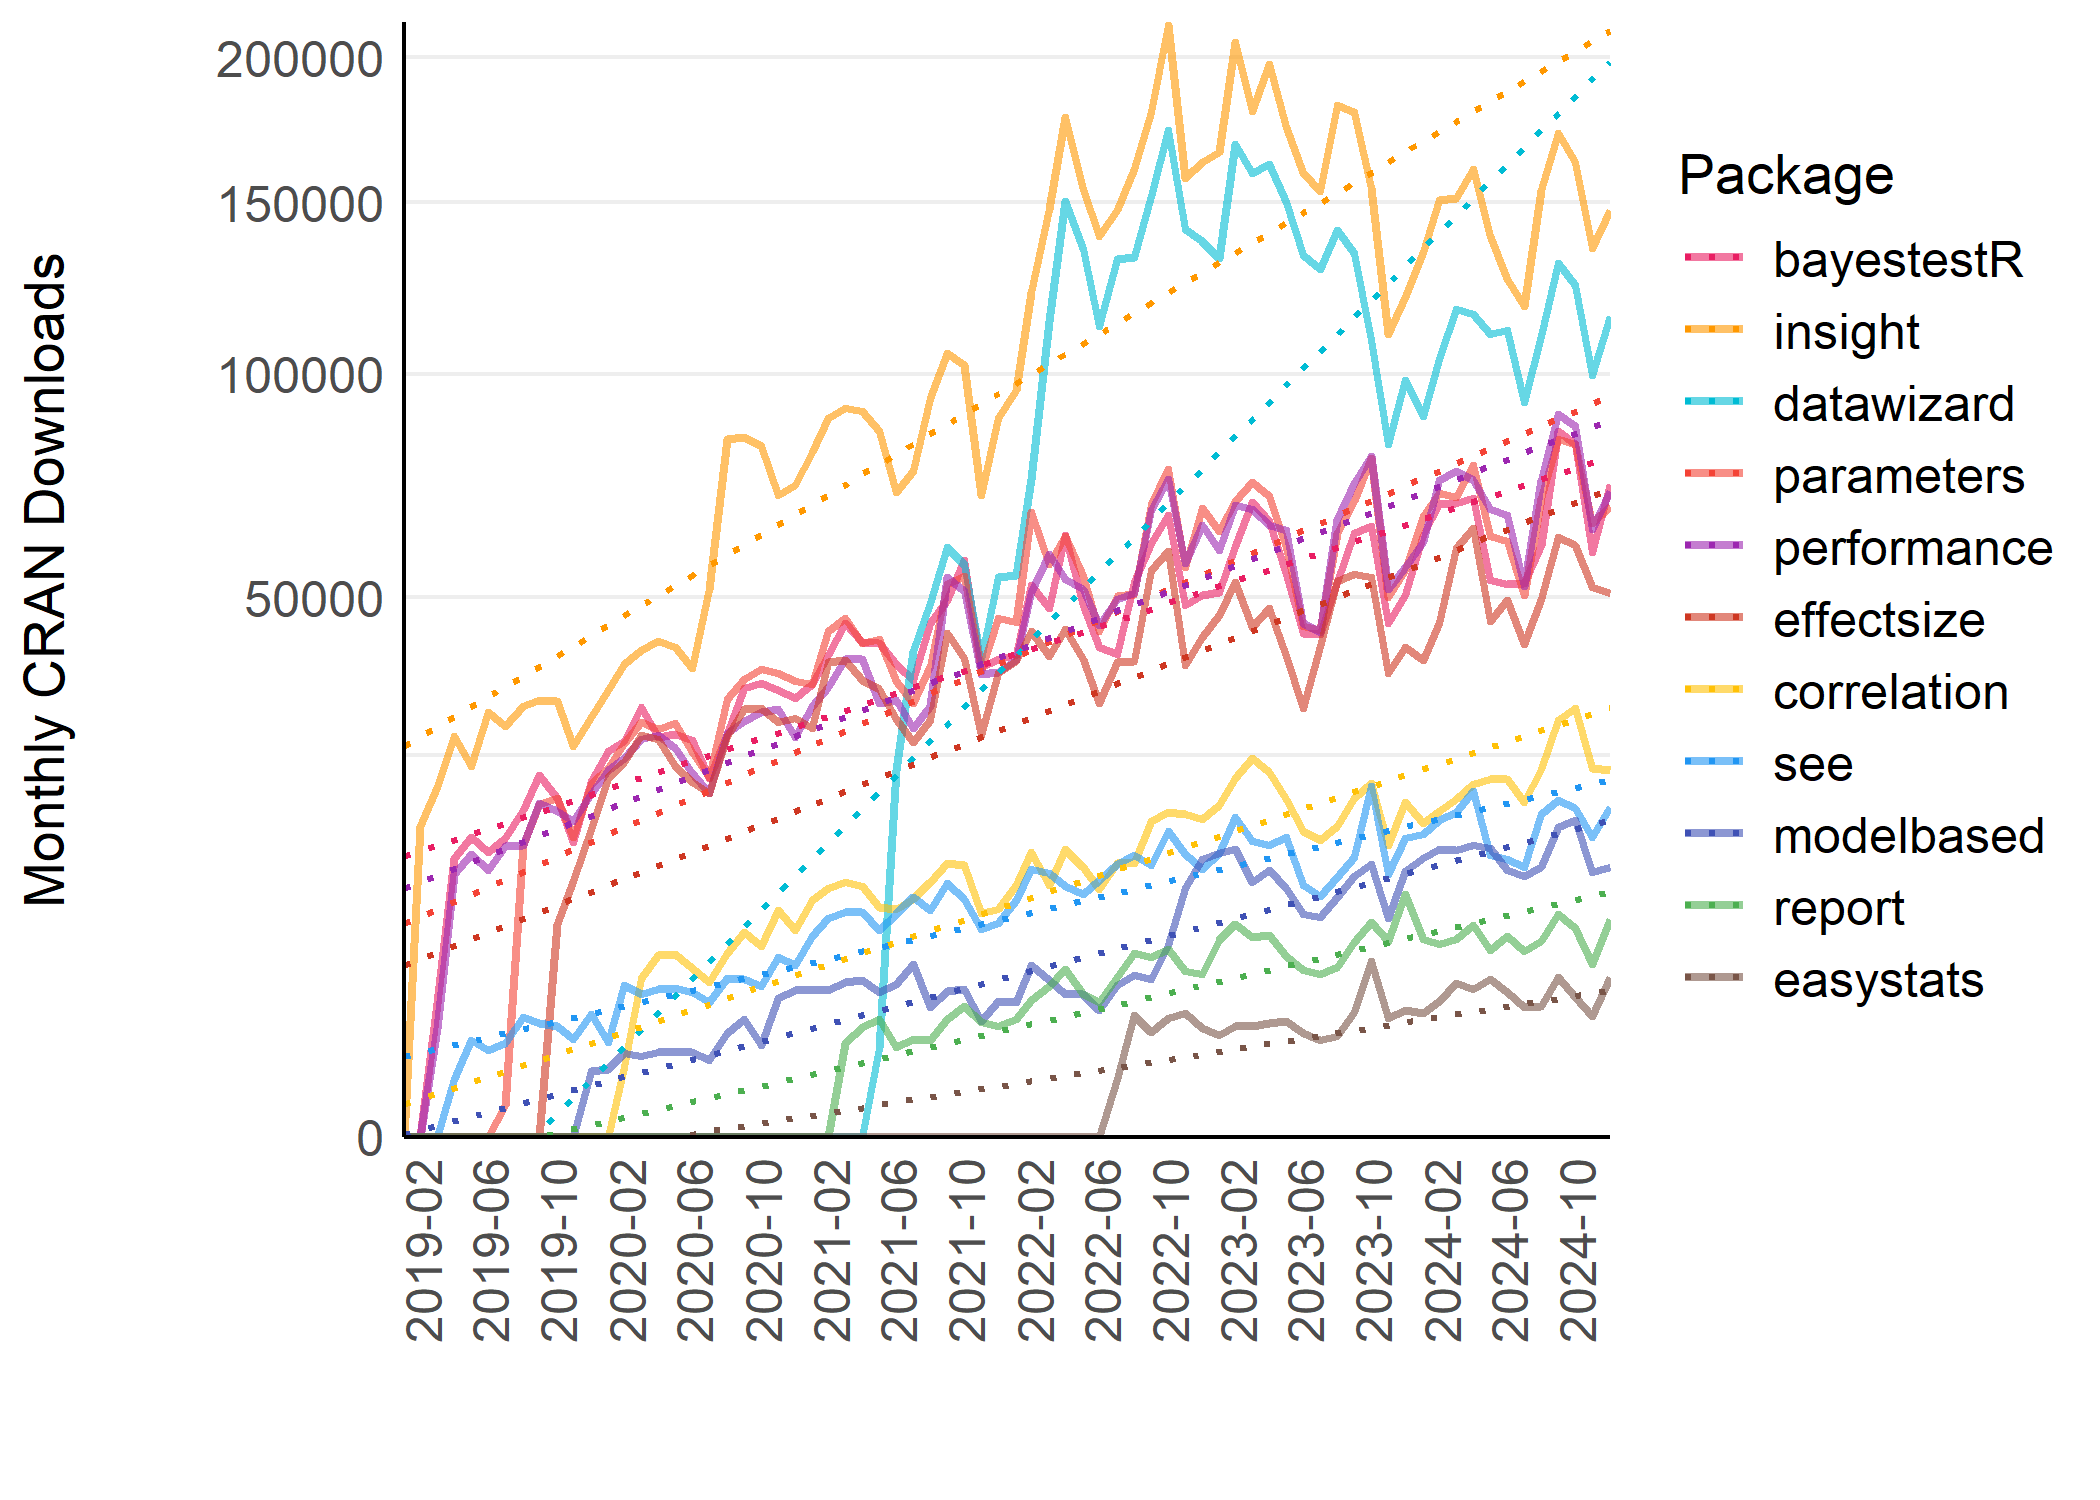 Monthly CRAN Downloads
200000
150000
100000
50000
0
2019-02
2019-06
2019-10
2020-02
2020-06
2020-10
2021-02
2021-06
2021-10
2022-02
2022-06
2022-10
2023-02
2023-06
2023-10
2024-02
2024-06
2024-10
Package
bayestestR
insight
datawizard
parameters
performance
effectsize
correlation
see
modelbased
report
easystats